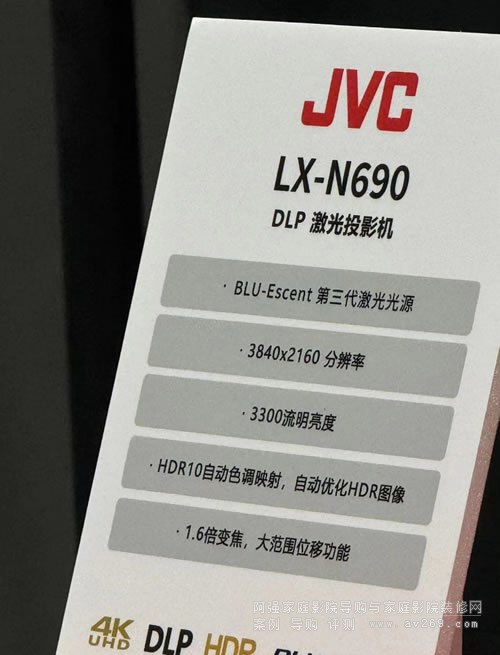 JVC
LX-N690
DLP 激光投影机
· BLU-Escent 第三代激光光源
· 3840x2160 分辨率
· 3300流明亮度
· HDR10自动色调映射，自动优化HDR图像
· 1.6倍变焦，大范围位移功能
阿强家庭影院导购与家庭影院装修网
案例 导购 评测 www.av269.com
4K UHD DLP HDR